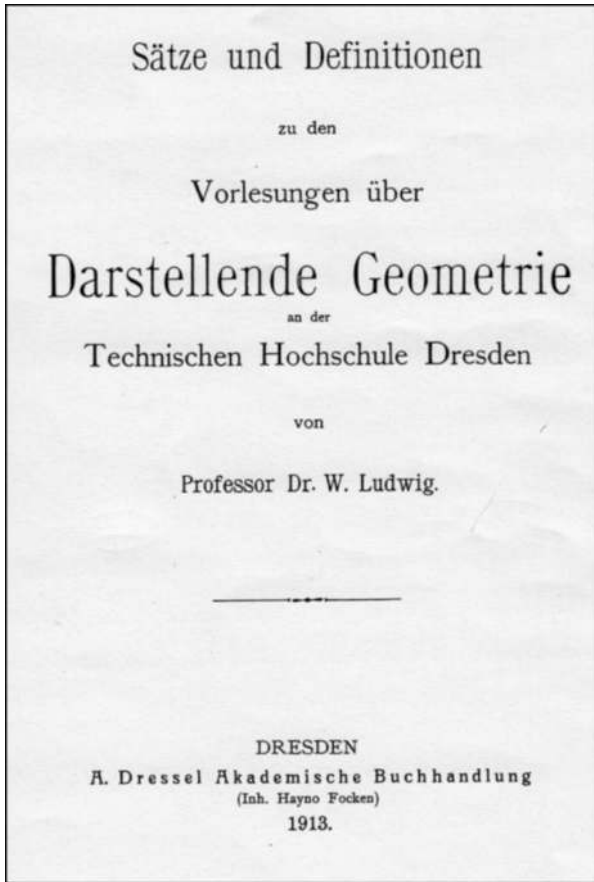 Sätze und Definitionen
zu den
Vorlesungen über
Darstellende Geometrie
an der
Technischen Hochschule Dresden
von
Professor Dr. W. Ludwig.
DRESDEN
A. Dressel Akademische Buchhandlung
(Inh. Hayno Focken)
1913.